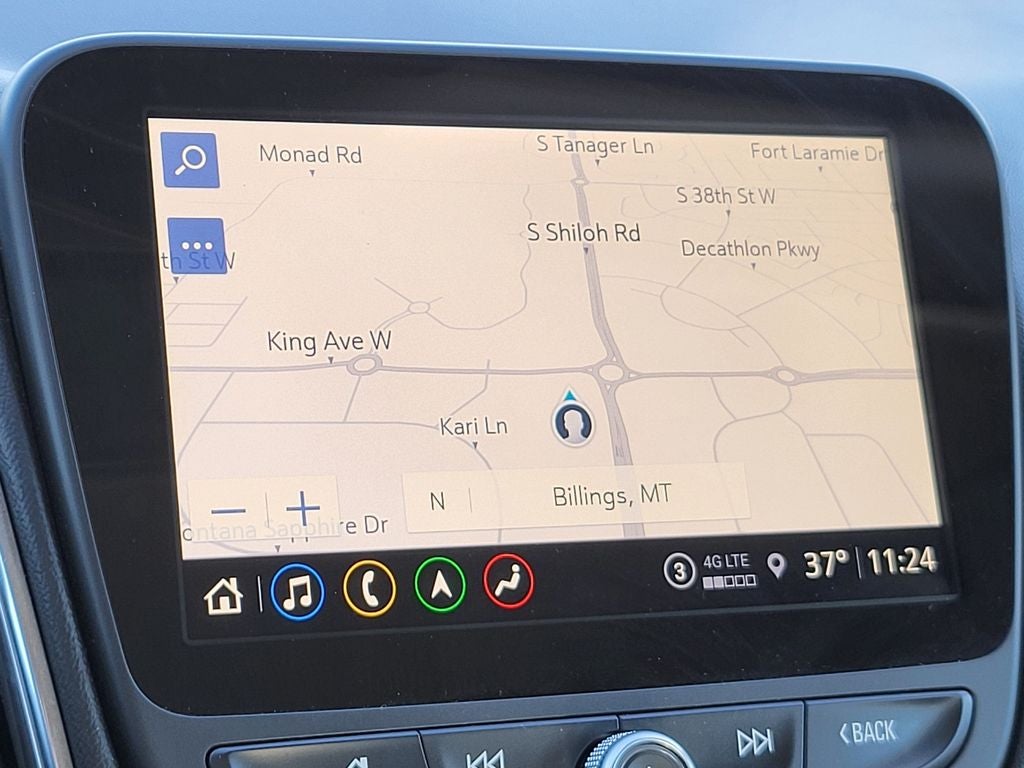 Monad Rd
S Tanager Ln
Fort Laramie Dr
S 38th St W
S Shiloh Rd
Decathlon Pkwy
th St W
King Ave W
Kari Ln
N
Billings, MT
ontana Sapphire Dr
3
4G LTE
37°
11:24
BACK